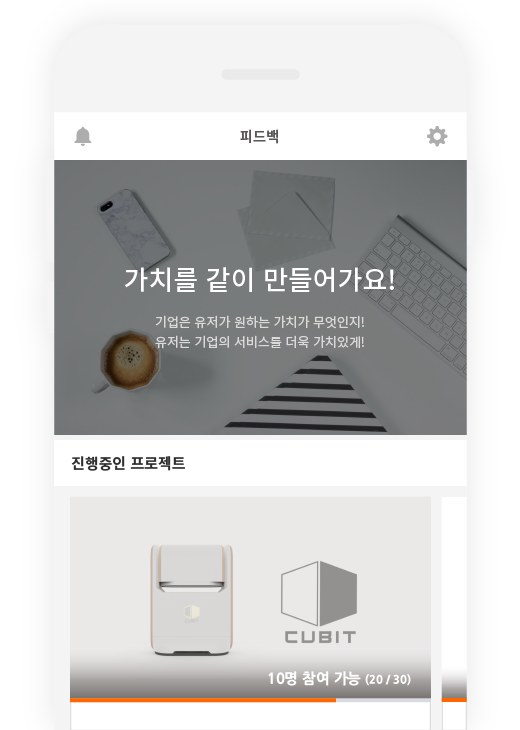 피드백
가치를 같이 만들어가요!
기업은 유저가 원하는 가치가 무엇인지!
유저는 기업의 서비스를 더욱 가치있게!
진행중인 프로젝트
CUBIT
10명 참여 가능 (20 / 30)